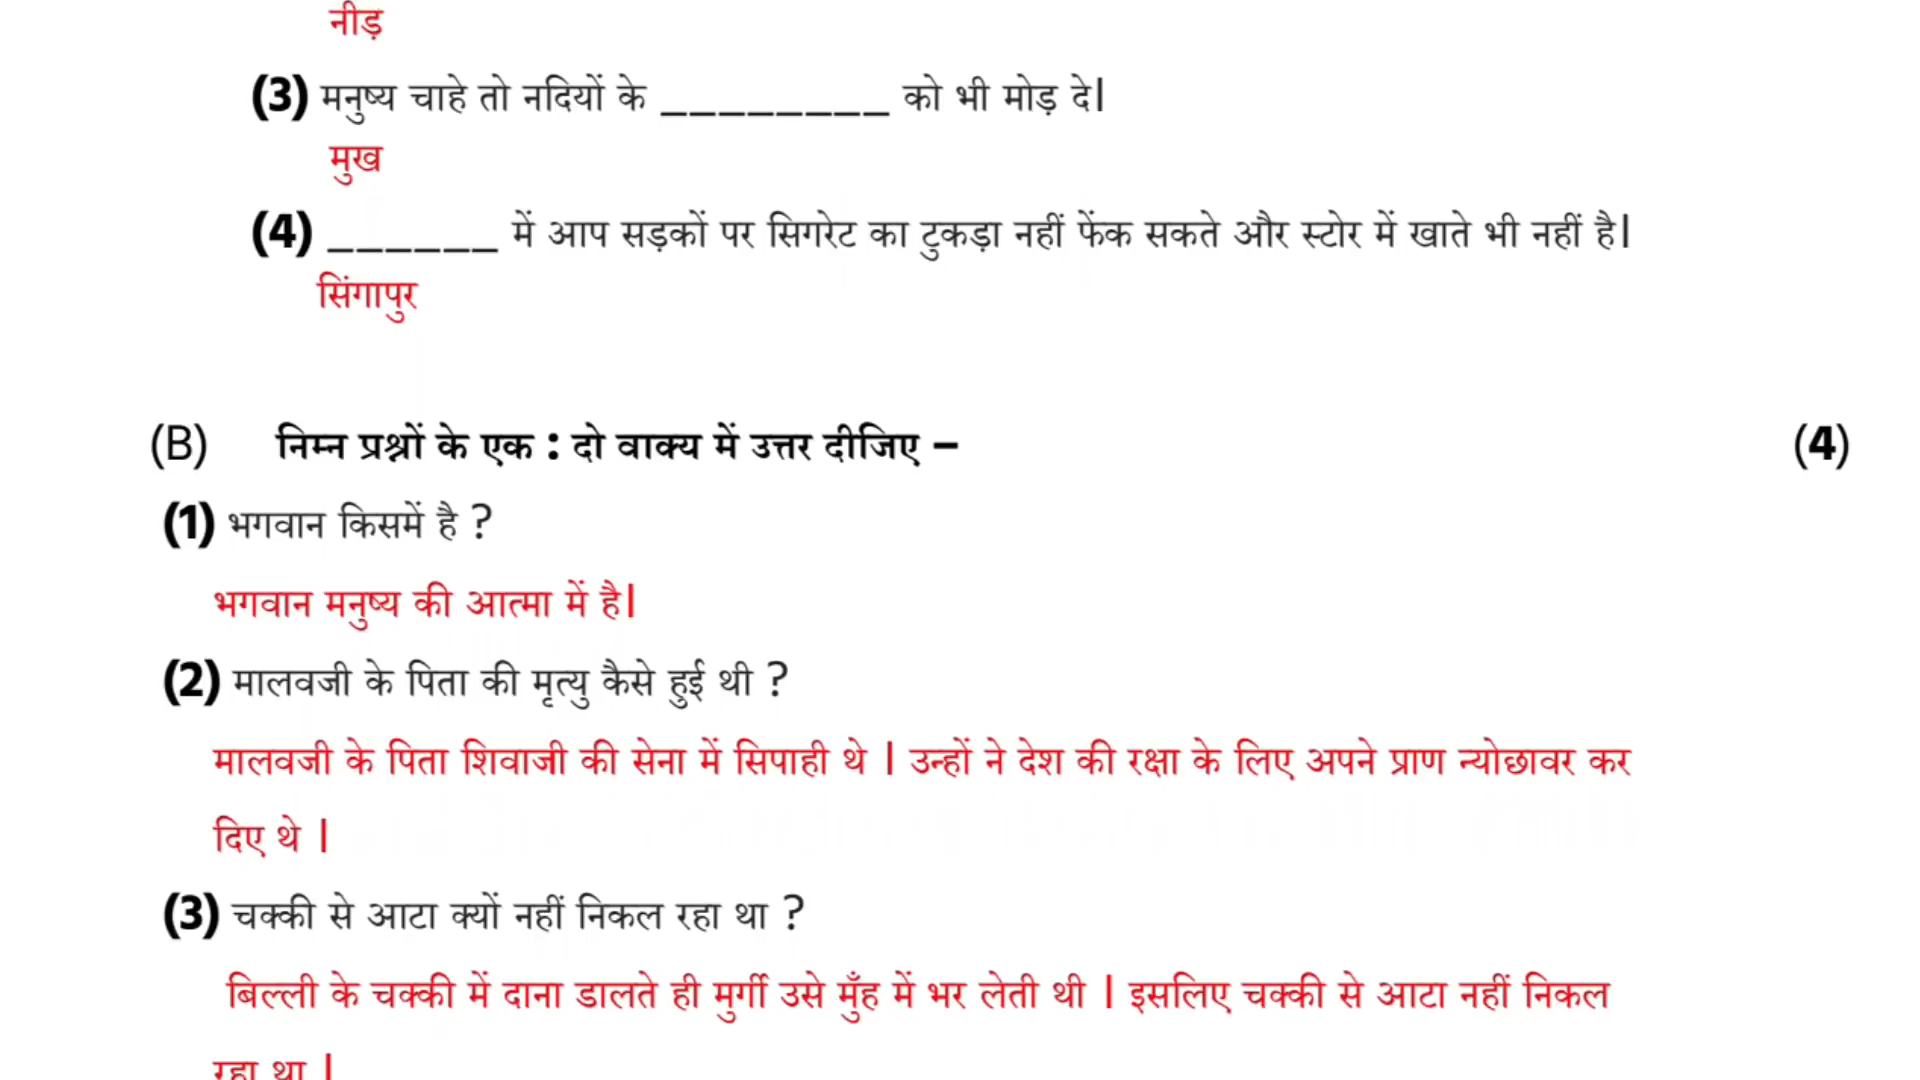 नीड़
(3) मनुष्य चाहे तो नदियों के ________ को भी मोड़ दे।
मुख
(4) ______ में आप सड़कों पर सिगरेट का टुकड़ा नहीं फेंक सकते और स्टोर में खाते भी नहीं है।
सिंगापुर
(B) निम्न प्रश्नों के एक : दो वाक्य में उत्तर दीजिए – (4)
(1) भगवान किसमें है ?
भगवान मनुष्य की आत्मा में है।
(2) मालवजी के पिता की मृत्यु कैसे हुई थी ?
मालवजी के पिता शिवाजी की सेना में सिपाही थे । उन्हों ने देश की रक्षा के लिए अपने प्राण न्योछावर कर
दिए थे ।
(3) चक्की से आटा क्यों नहीं निकल रहा था ?
बिल्ली के चक्की में दाना डालते ही मुर्गी उसे मुँह में भर लेती थी । इसलिए चक्की से आटा नहीं निकल
रहा था ।